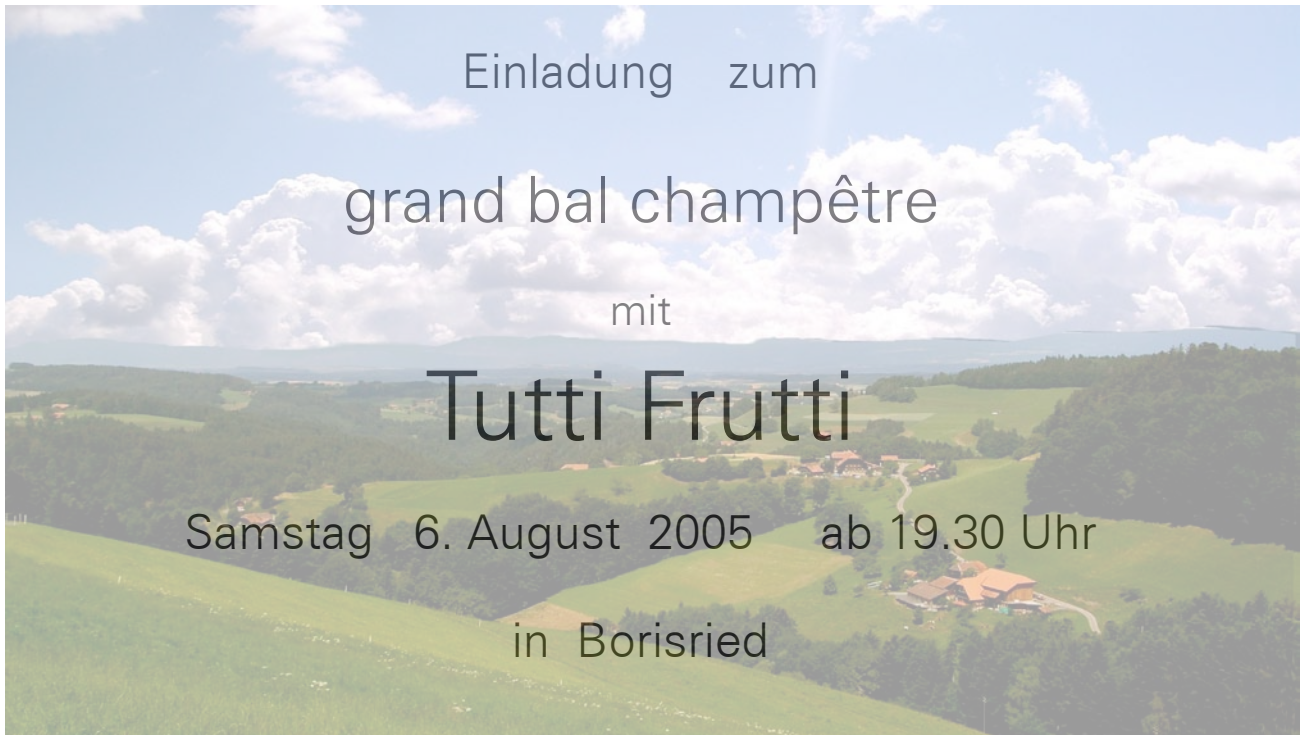 Einladung zum
grand bal champêtre
mit
Tutti Frutti
Samstag 6. August 2005 ab 19.30 Uhr
in Borisried